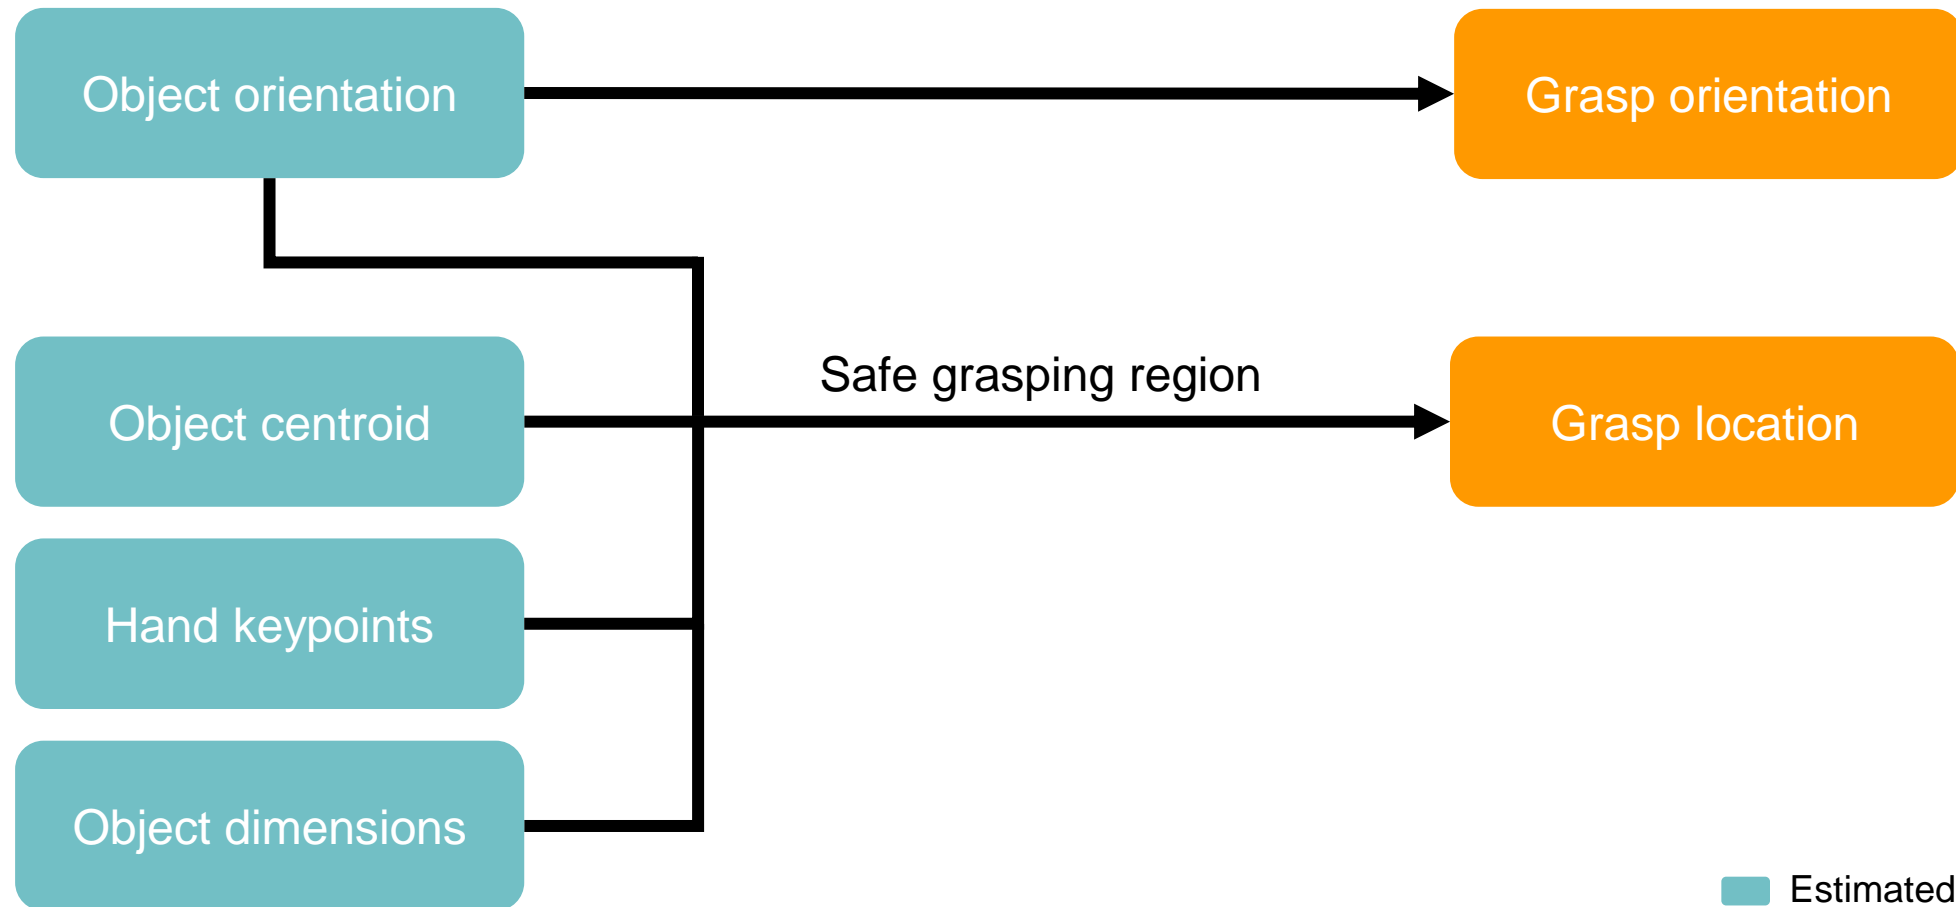 Object orientation
Grasp orientation
Safe grasping region
Object centroid
Grasp location
Hand keypoints
Object dimensions
Estimated